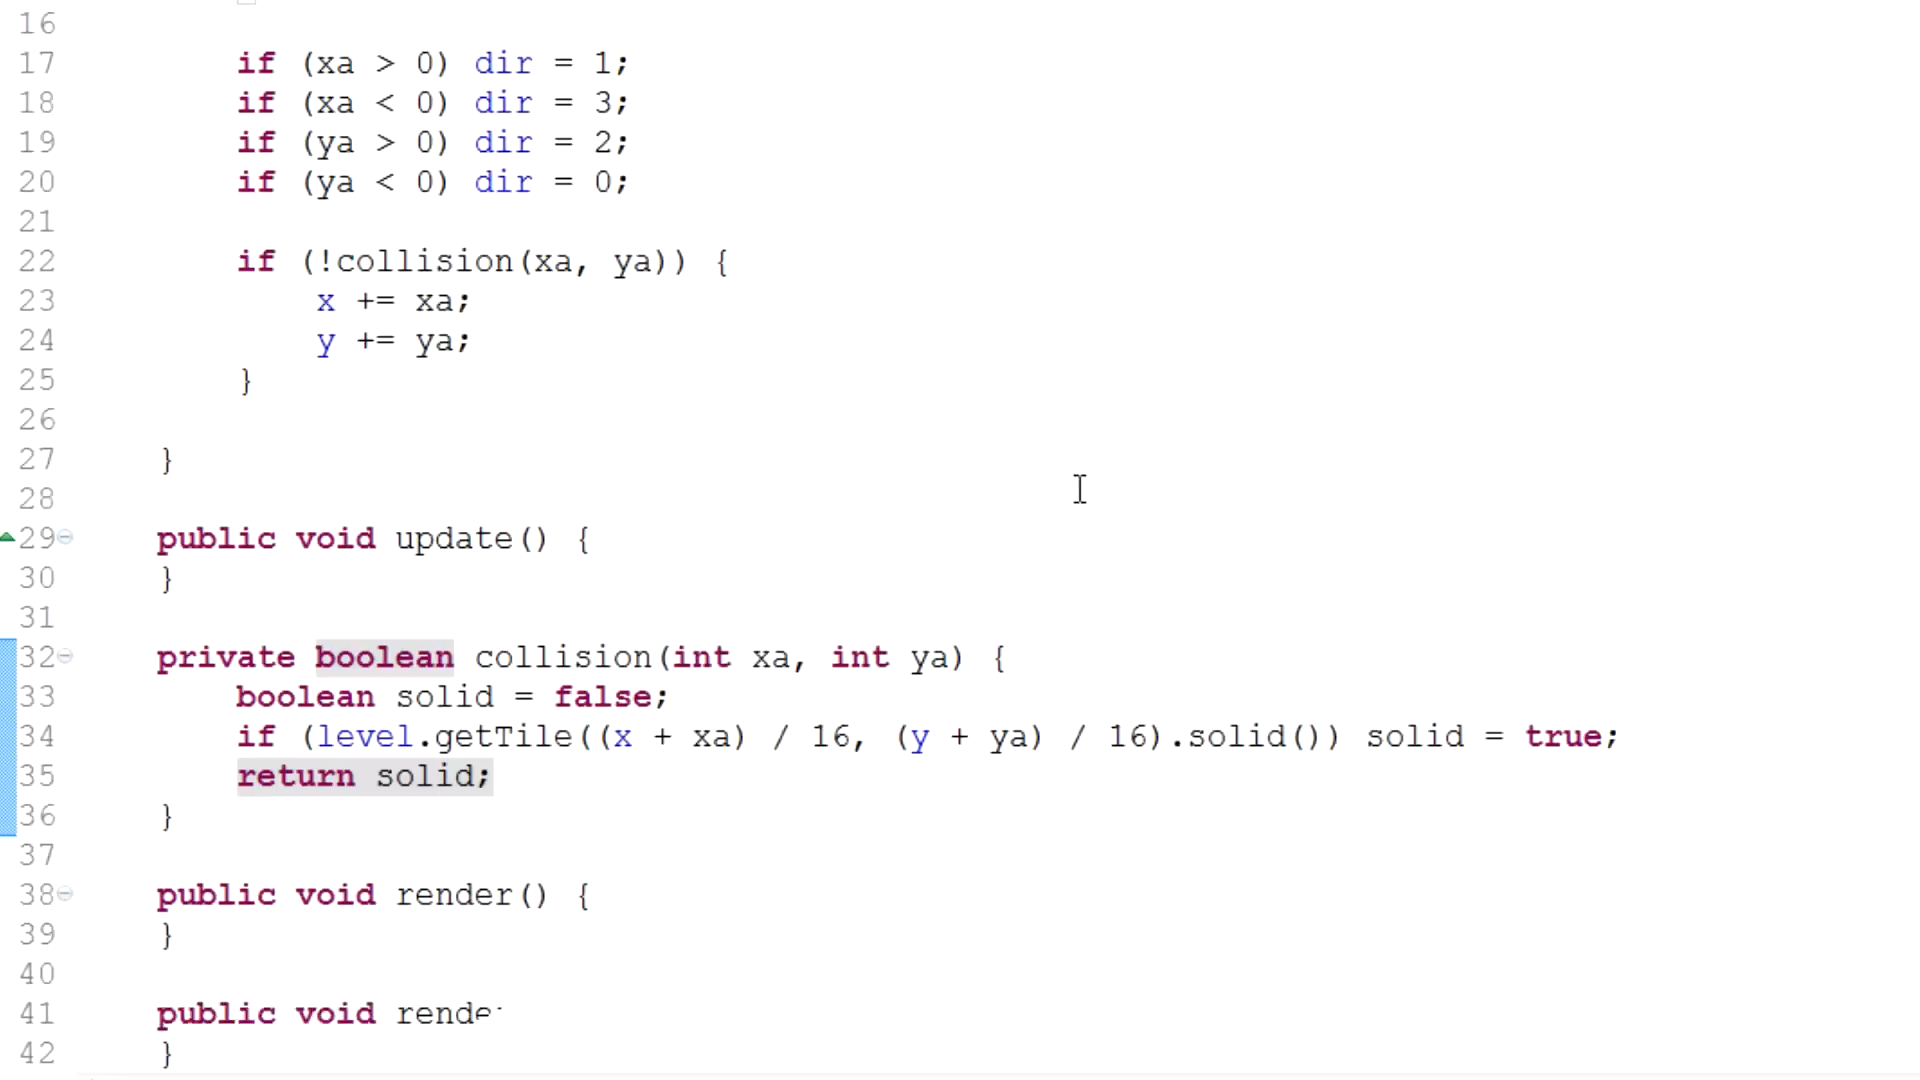 16
17 if (xa > 0) dir = 1;
18 if (xa < 0) dir = 3;
19 if (ya > 0) dir = 2;
20 if (ya < 0) dir = 0;
21
22 if (!collision(xa, ya)) {
23 x += xa;
24 y += ya;
25 }
26
27 }
28
29 public void update() {
30 }
31
32 private boolean collision(int xa, int ya) {
33 boolean solid = false;
34 if (level.getTile((x + xa) / 16, (y + ya) / 16).solid()) solid = true;
35 return solid;
36 }
37
38 public void render() {
39 }
40
41 public void
42 }